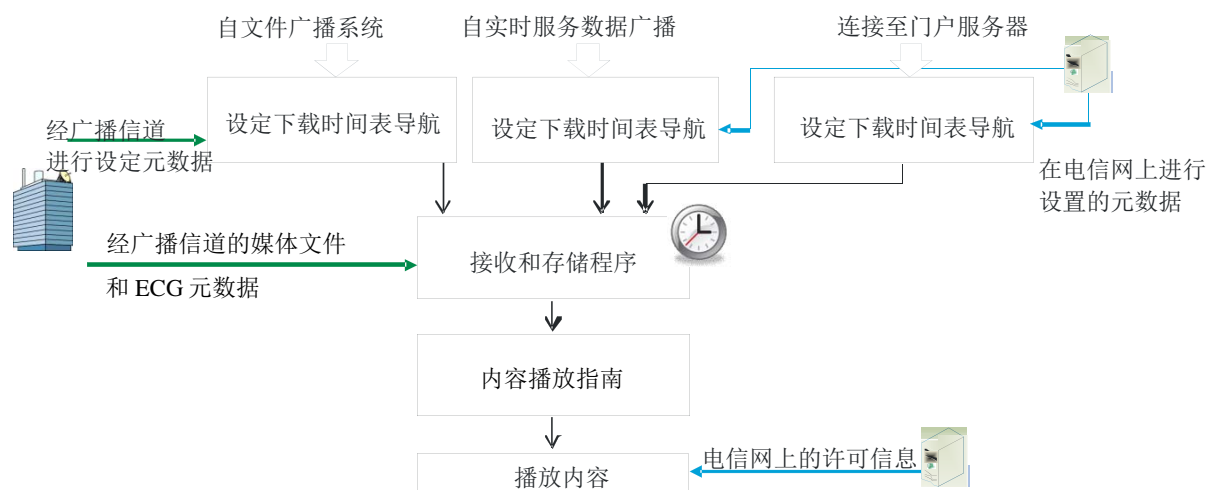 自文件广播系统
自实时服务数据广播
连接至门户服务器
设定下载时间表导航
设定下载时间表导航
设定下载时间表导航
经广播信道
进行设定元数据
在电信网上进行
设置的元数据
经广播信道的媒体文件
和 ECG 元数据
接收和存储程序
内容播放指南
电信网上的许可信息
播放内容